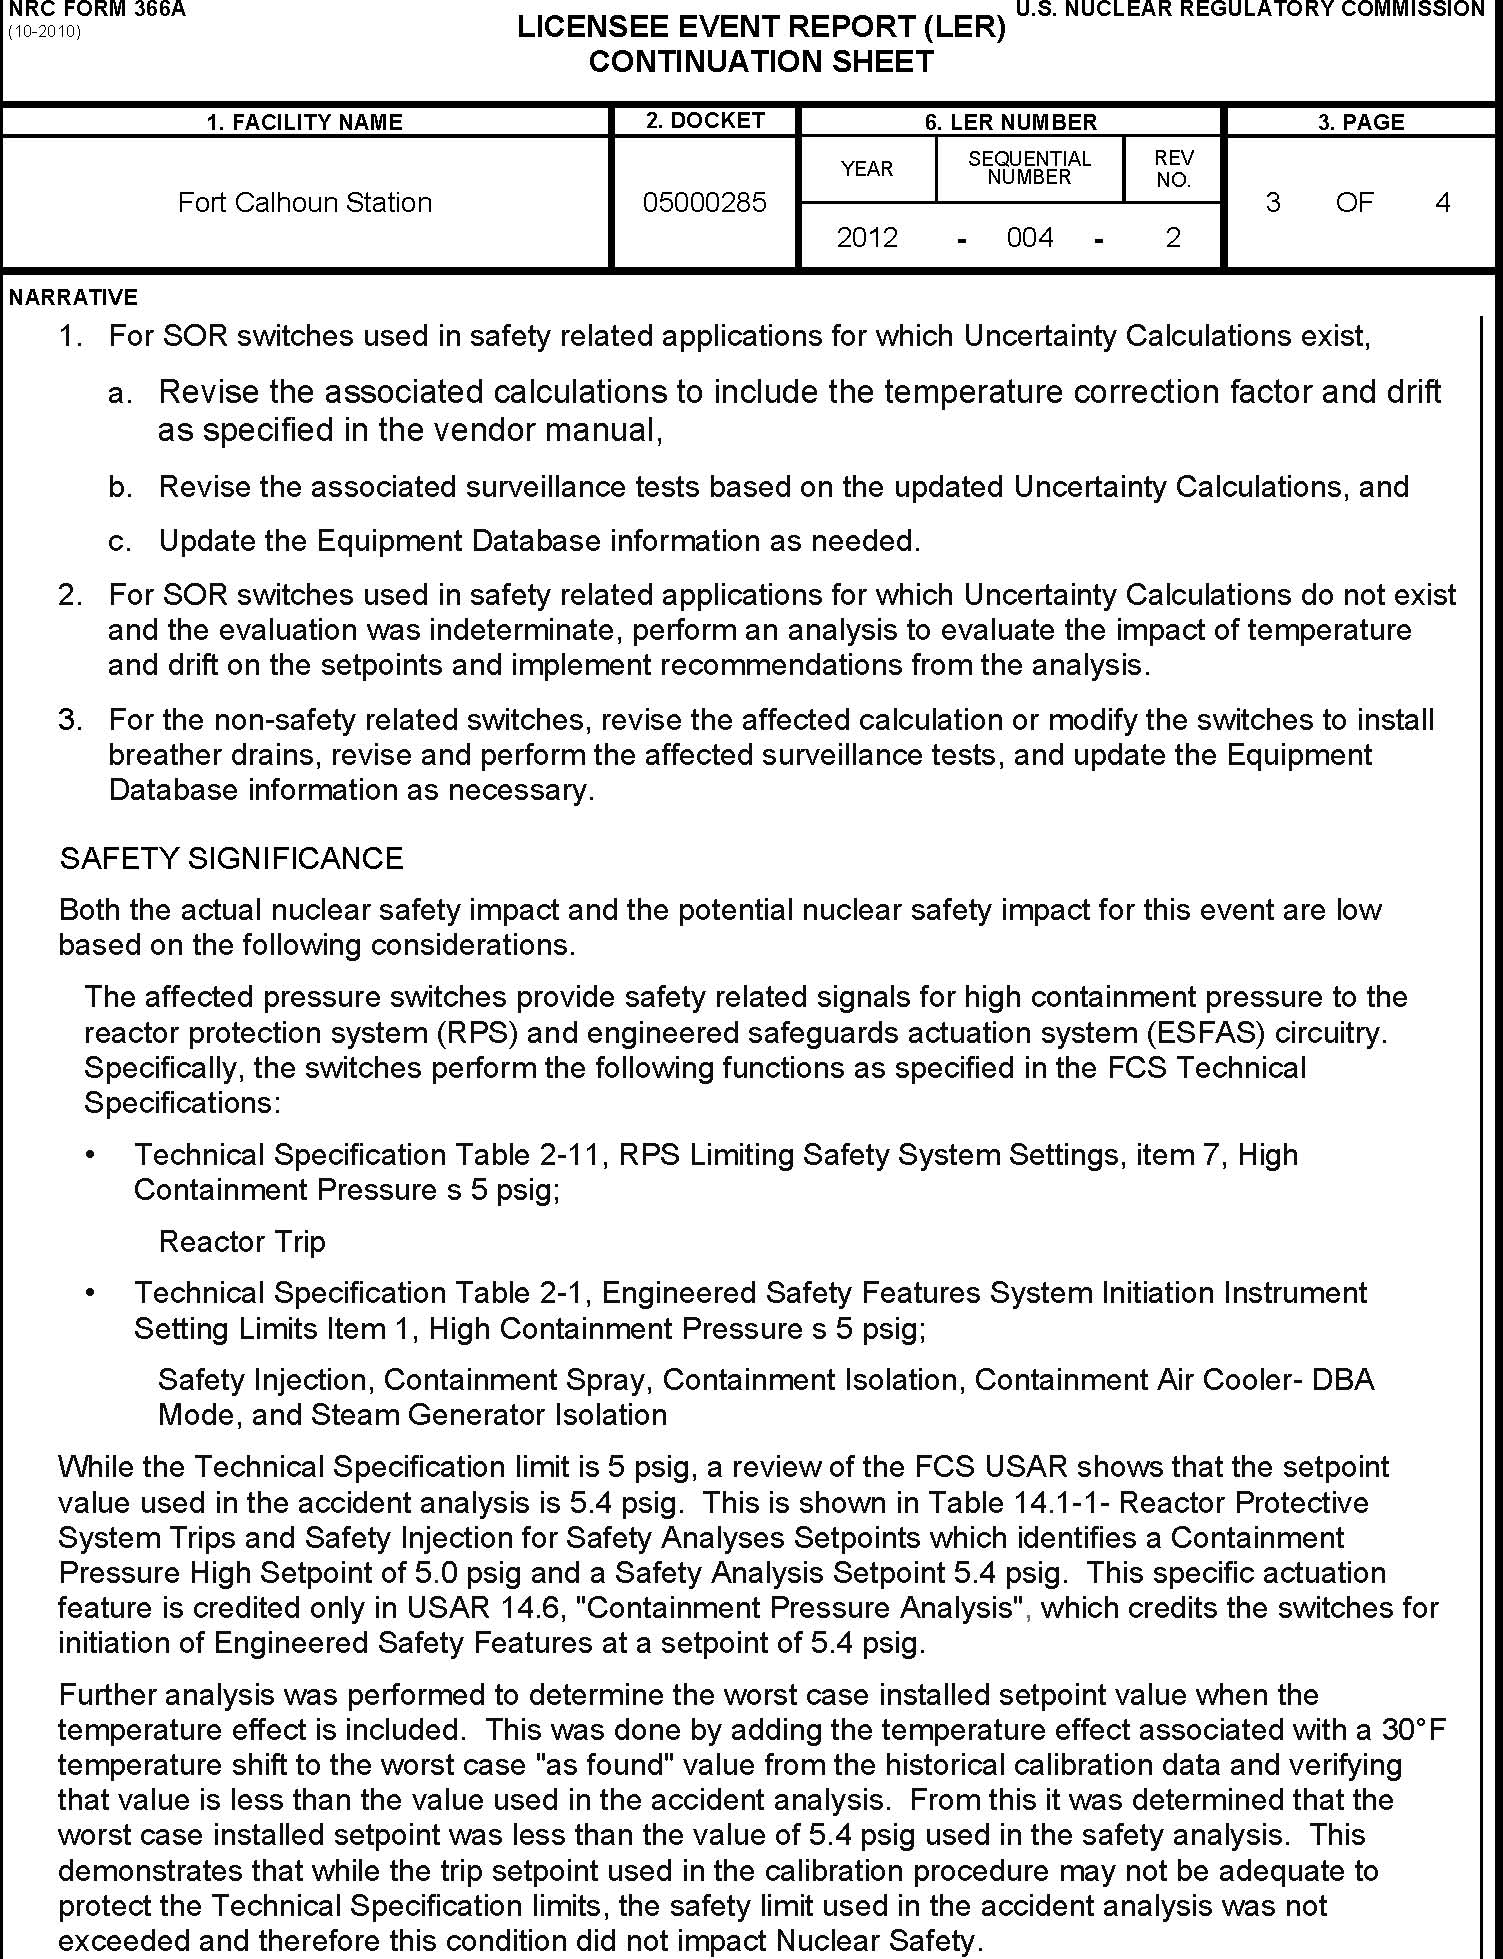 NRC FORM 366A
(10-2010)
U.S. NUCLEAR REGULATORY COMMISSION
LICENSEE EVENT REPORT (LER)
CONTINUATION SHEET
1. FACILITY NAME
2. DOCKET
6. LER NUMBER
3. PAGE
Fort Calhoun Station
05000285
YEAR
SEQUENTIAL
NUMBER
REV
NO.
2012 - 004 - 2
3 OF 4
NARRATIVE
1. For SOR switches used in safety related applications for which Uncertainty Calculations exist,
a. Revise the associated calculations to include the temperature correction factor and drift
as specified in the vendor manual,
b. Revise the associated surveillance tests based on the updated Uncertainty Calculations, and
c. Update the Equipment Database information as needed.
2. For SOR switches used in safety related applications for which Uncertainty Calculations do not exist
and the evaluation was indeterminate, perform an analysis to evaluate the impact of temperature
and drift on the setpoints and implement recommendations from the analysis.
3. For the non-safety related switches, revise the affected calculation or modify the switches to install
breather drains, revise and perform the affected surveillance tests, and update the Equipment
Database information as necessary.
SAFETY SIGNIFICANCE
Both the actual nuclear safety impact and the potential nuclear safety impact for this event are low
based on the following considerations.
The affected pressure switches provide safety related signals for high containment pressure to the
reactor protection system (RPS) and engineered safeguards actuation system (ESFAS) circuitry.
Specifically, the switches perform the following functions as specified in the FCS Technical
Specifications:
• Technical Specification Table 2-11, RPS Limiting Safety System Settings, item 7, High
Containment Pressure s 5 psig;
Reactor Trip
• Technical Specification Table 2-1, Engineered Safety Features System Initiation Instrument
Setting Limits Item 1, High Containment Pressure s 5 psig;
Safety Injection, Containment Spray, Containment Isolation, Containment Air Cooler- DBA
Mode, and Steam Generator Isolation
While the Technical Specification limit is 5 psig, a review of the FCS USAR shows that the setpoint
value used in the accident analysis is 5.4 psig. This is shown in Table 14.1-1- Reactor Protective
System Trips and Safety Injection for Safety Analyses Setpoints which identifies a Containment
Pressure High Setpoint of 5.0 psig and a Safety Analysis Setpoint 5.4 psig. This specific actuation
feature is credited only in USAR 14.6, "Containment Pressure Analysis", which credits the switches for
initiation of Engineered Safety Features at a setpoint of 5.4 psig.
Further analysis was performed to determine the worst case installed setpoint value when the
temperature effect is included. This was done by adding the temperature effect associated with a 30°F
temperature shift to the worst case "as found" value from the historical calibration data and verifying
that value is less than the value used in the accident analysis. From this it was determined that the
worst case installed setpoint was less than the value of 5.4 psig used in the safety analysis. This
demonstrates that while the trip setpoint used in the calibration procedure may not be adequate to
protect the Technical Specification limits, the safety limit used in the accident analysis was not
exceeded and therefore this condition did not impact Nuclear Safety.